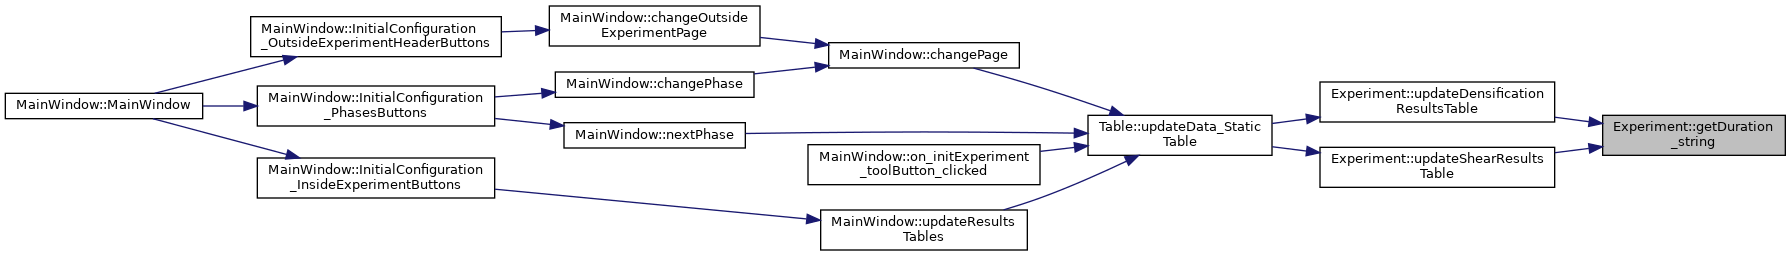 MainWindow::MainWindow
MainWindow::InitialConfiguration
_OutsideExperimentHeaderButtons
MainWindow::InitialConfiguration
_PhasesButtons
MainWindow::InitialConfiguration
_InsideExperimentButtons
MainWindow::changeOutside
ExperimentPage
MainWindow::changePhase
MainWindow::nextPhase
MainWindow::changePage
MainWindow::on_initExperiment
_toolButton_clicked
MainWindow::updateResults
Tables
Table::updateData_Static
Table
Experiment::updateDensification
ResultsTable
Experiment::updateShearResults
Table
Experiment::getDuration
_string